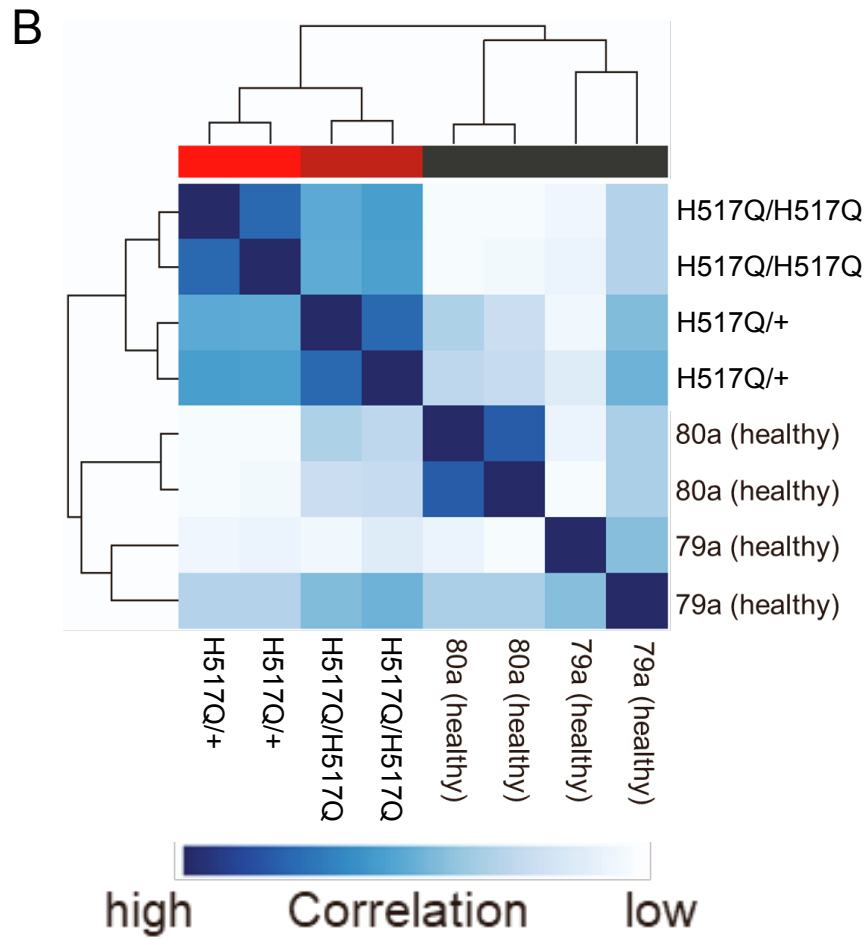 B
H517Q/H517Q
H517Q/H517Q
H517Q/+
H517Q/+
80a (healthy)
80a (healthy)
79a (healthy)
79a (healthy)
H517Q/+
H517Q/+
H517Q/H517Q
H517Q/H517Q
80a (healthy)
80a (healthy)
79a (healthy)
79a (healthy)
high Correlation low